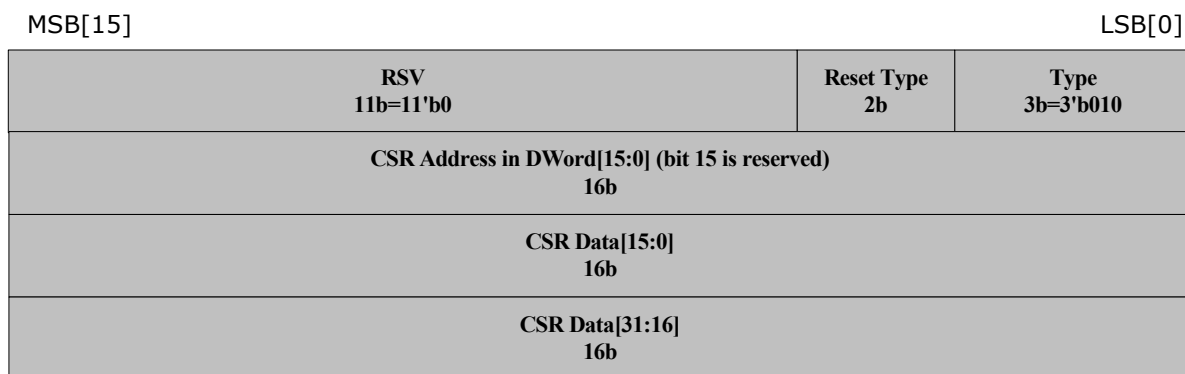 MSB[15] LSB[0]
RSV Reset Type Type
11b=11'b0 2b 3b=3'b010
CSR Address in DWord[15:0] (bit 15 is reserved)
16b
CSR Data[15:0]
16b
CSR Data[31:16]
16b